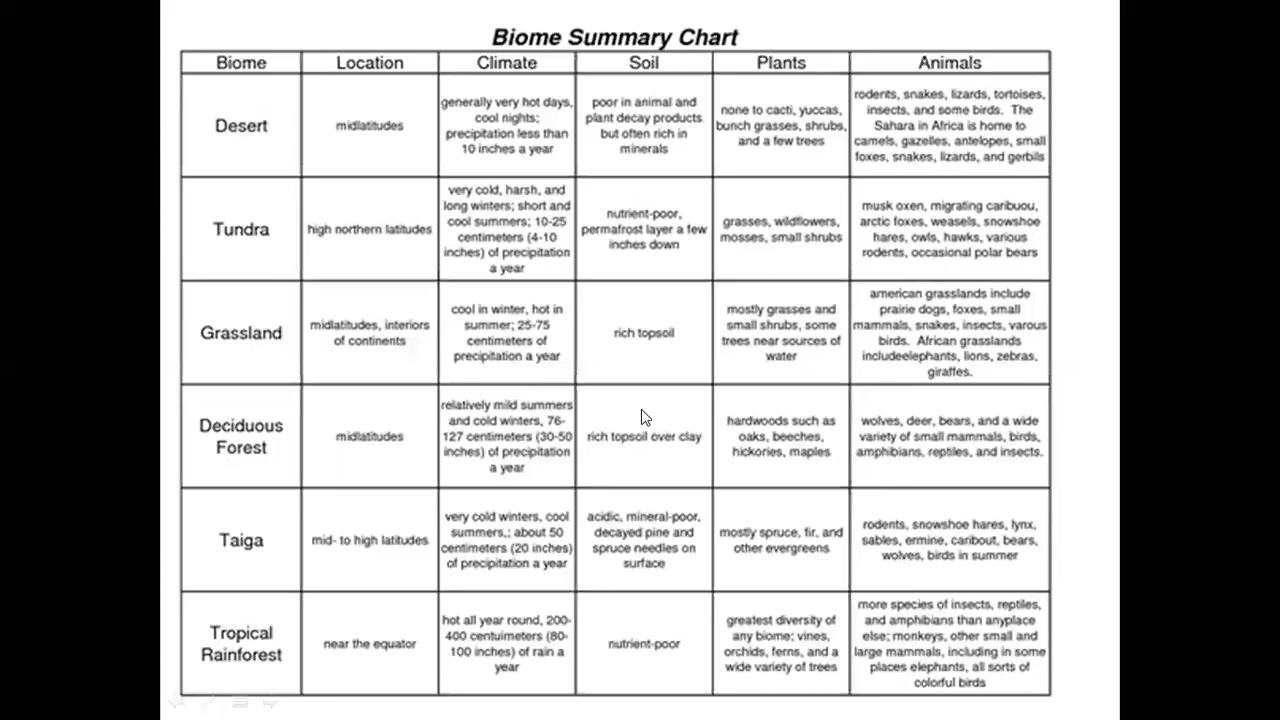 Biome Summary Chart
Biome Location Climate Soil Plants Animals
Desert
midlatitudes
generally very hot days,
cool nights;
precipitation less than
10 inches a year
poor in animal and
plant decay products
but often rich in
minerals
none to cacti, yuccas,
bunch grasses, shrubs,
and a few trees
rodents, snakes, lizards, tortoises,
insects, and some birds. The
Sahara in Africa is home to
camels, gazelles, antelopes, small
foxes, snakes, lizards, and gerbils
Tundra
high northern latitudes
very cold, harsh, and
long winters; short and
cool summers; 10-25
centimeters (4-10
inches) of precipitation
a year
nutrient-poor,
permafrost layer a few
inches down
grasses, wildflowers,
mosses, small shrubs
musk oxen, migrating caribuou,
arctic foxes, weasels, snowshoe
hares, owls, hawks, various
rodents, occasional polar bears
Grassland
midlatitudes, interiors
of continents
cool in winter, hot in
summer; 25-75
centimeters of
precipitation a year
rich topsoil
mostly grasses and
small shrubs, some
trees near sources of
water
american grasslands include
prairie dogs, foxes, small
mammals, snakes, insects, varous
birds. African grasslands
includeelephants, lions, zebras,
giraffes.
Deciduous
Forest
midlatitudes
relatively mild summers
and cold winters, 76-
127 centimeters (30-50
inches) of precipitation
a year
rich topsoil over clay
hardwoods such as
oaks, beeches,
hickories, maples
wolves, deer, bears, and a wide
variety of small mammals, birds,
amphibians, reptiles, and insects.
Taiga
mid- to high latitudes
very cold winters, cool
summers,; about 50
centimeters (20 inches)
of precipitation a year
acidic, mineral-poor,
decayed pine and
spruce needles on
surface
mostly spruce, fir, and
other evergreens
rodents, snowshoe hares, lynx,
sables, ermine, caribout, bears,
wolves, birds in summer
Tropical
Rainforest
near the equator
hot all year round, 200-
400 centuimeters (80-
100 inches) of rain a
year
nutrient-poor
greatest diversity of
any biome; vines,
orchids, ferns, and a
wide variety of trees
more species of insects, reptiles,
and amphibians than anyplace
else; monkeys, other small and
large mammals, including in some
places elephants, all sorts of
colorful birds